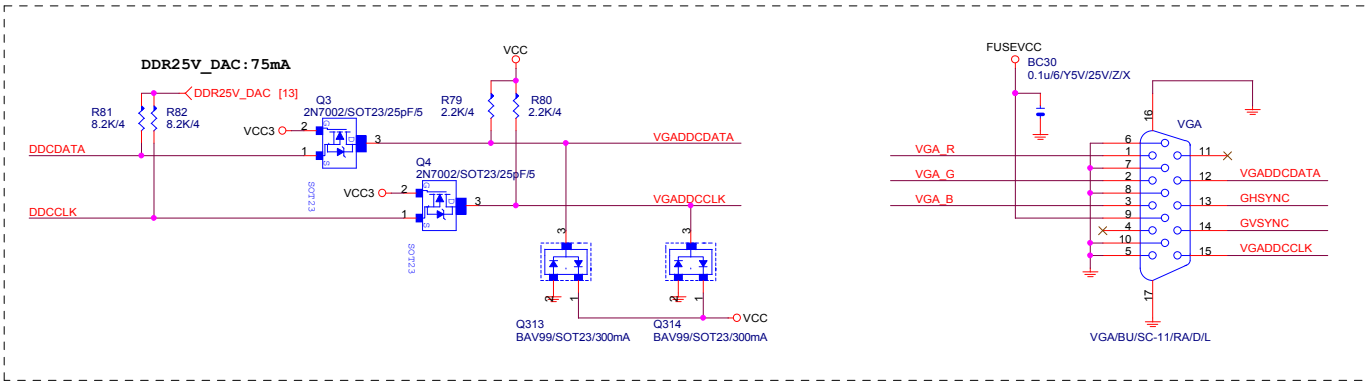 DDR25V_DAC:75mA
DDR25V_DAC [13]
R81
8.2K/4
R82
8.2K/4
Q3
2N7002/SOT23/25pF/5
VCC3
2
G
D
S
1
3
DDCDATA
SOT23
VCC
R79
2.2K/4
R80
2.2K/4
VGADDCDATA
Q4
2N7002/SOT23/25pF/5
VCC3
2
G
D
S
1
3
DDCCLK
SOT23
VGADDCCLK
3
2
1
Q313
BAV99/SOT23/300mA
3
2
1
Q314
BAV99/SOT23/300mA
VCC
FUSEVCC
BC30
0.1u/6/Y5V/25V/Z/X
VGA_R
VGA_G
VGA_B
16
VGA
6
1
7
2
8
3
9
4
10
5
11
12
13
14
15
17
VGADDCDATA
GHSYNC
GVSYNC
VGADDCCLK
VGA/BU/SC-11/RA/D/L